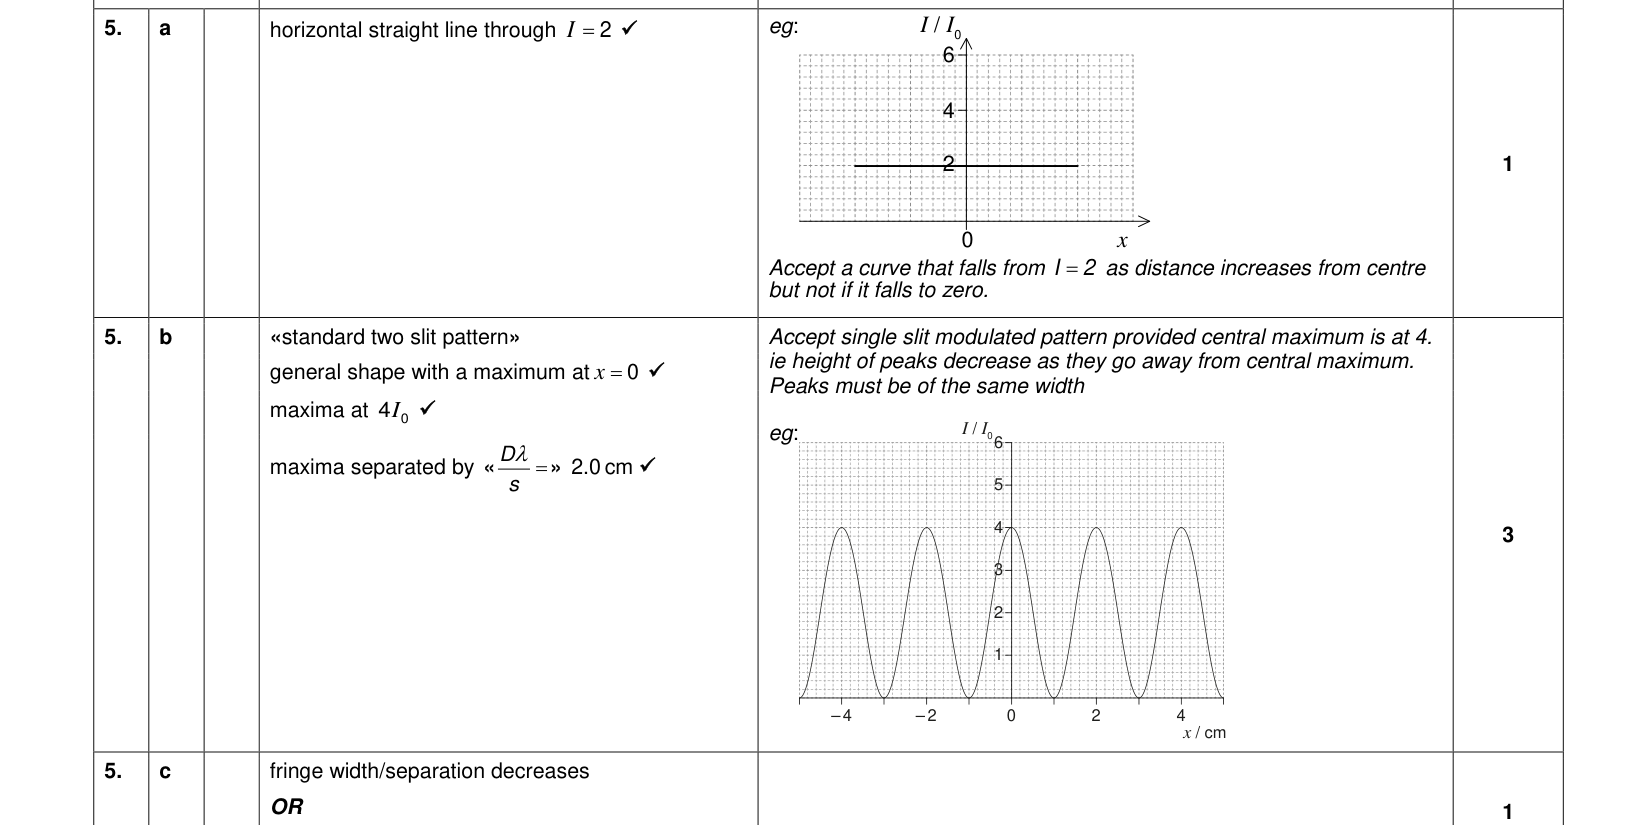 5. a horizontal straight line through I = 2 ✓
eg:
I / I₀
6
4
2
0 x
Accept a curve that falls from I = 2 as distance increases from centre
but not if it falls to zero.
1
5. b «standard two slit pattern»
general shape with a maximum at x = 0 ✓
maxima at 4I₀ ✓
maxima separated by «Dλ/s =» 2.0 cm ✓
Accept single slit modulated pattern provided central maximum is at 4.
ie height of peaks decrease as they go away from central maximum.
Peaks must be of the same width
eg:
I / I₀
6
5
4
3
2
1
−4 −2 0 2 4
x / cm
3
5. c fringe width/separation decreases
OR
1